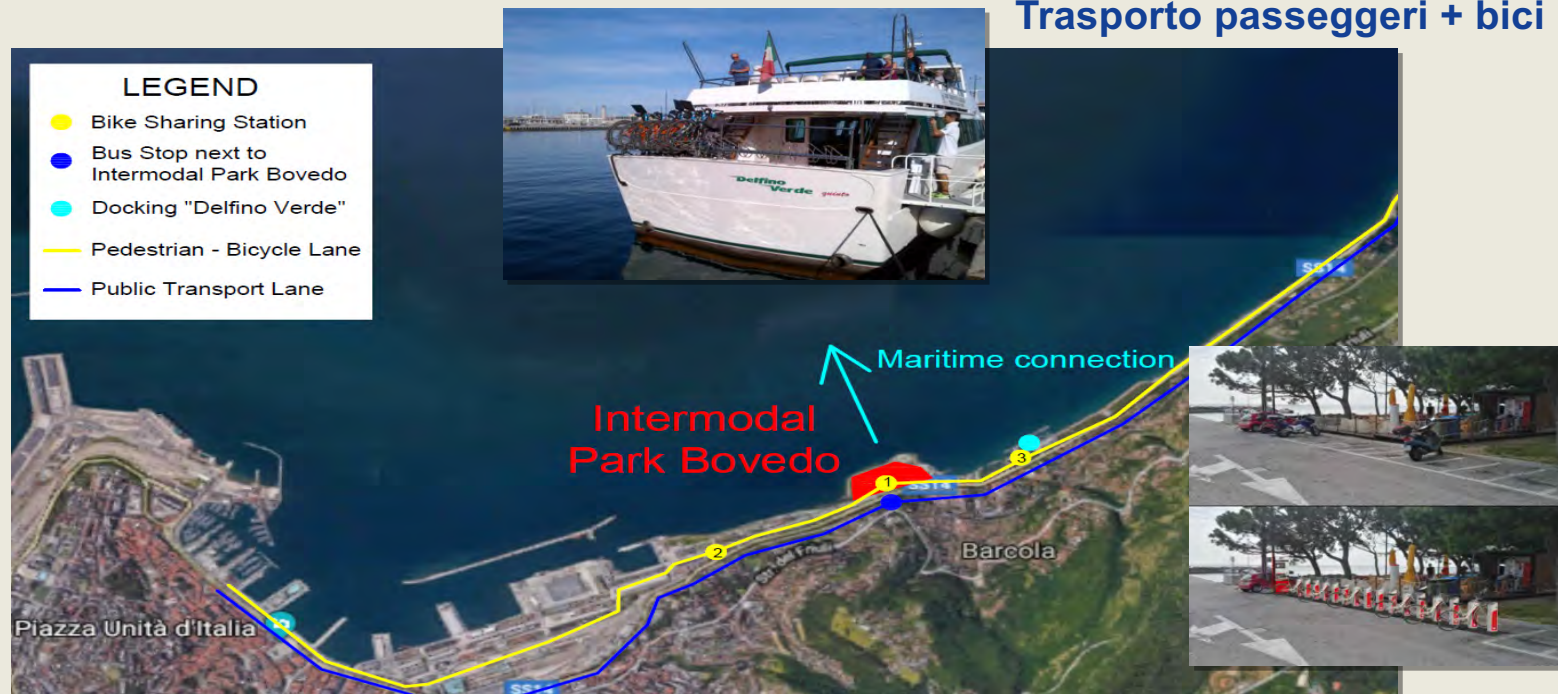 Trasporto passeggeri + bici
LEGEND
Bike Sharing Station
Bus Stop next to
Intermodal Park Bovedo
Docking "Delfino Verde"
Pedestrian - Bicycle Lane
Public Transport Lane
Delfino
Verde
SS14
Maritime connection
Intermodal
Park Bovedo
3
1
SS14
2
Barcola
Piazza Unità d'Italia
SS14